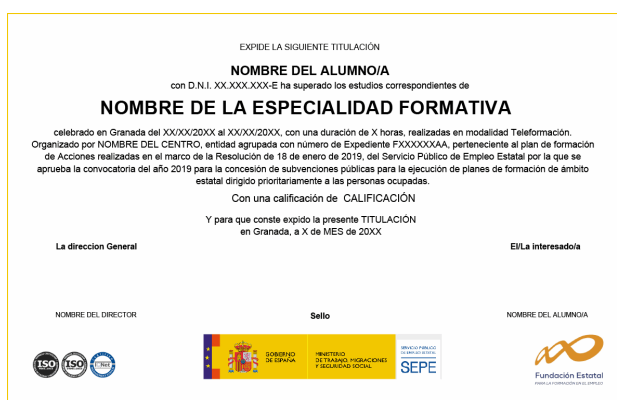 EXPIDE LA SIGUIENTE TITULACIÓN
NOMBRE DEL ALUMNO/A
con D.N.I. XX.XXX.XXX-E ha superado los estudios correspondientes de
NOMBRE DE LA ESPECIALIDAD FORMATIVA
celebrado en Granada del XX/XX/20XX al XX/XX/20XX, con una duración de X horas, realizadas en modalidad Teleformación.
Organizado por NOMBRE DEL CENTRO, entidad agrupada con número de Expediente FXXXXXXAA, perteneciente al plan de formación
de Acciones realizadas en el marco de la Resolución de 18 de enero de 2019, del Servicio Público de Empleo Estatal por la que se
aprueba la convocatoria del año 2019 para la concesión de subvenciones públicas para la ejecución de planes de formación de ámbito
estatal dirigido prioritariamente a las personas ocupadas.
Con una calificación de CALIFICACIÓN
Y para que conste expido la presente TITULACIÓN
en Granada, a X de MES de 20XX
La direccion General
El/La interesado/a
NOMBRE DEL DIRECTOR
Sello
NOMBRE DEL ALUMNO/A
ISO
ISO
IQNet
GOBIERNO
DE ESPAÑA
MINISTERIO
DE TRABAJO, MIGRACIONES
Y SEGURIDAD SOCIAL
SERVICIO PÚBLICO
DE EMPLEO ESTATAL
SEPE
Fundación Estatal
PARA LA FORMACIÓN EN EL EMPLEO